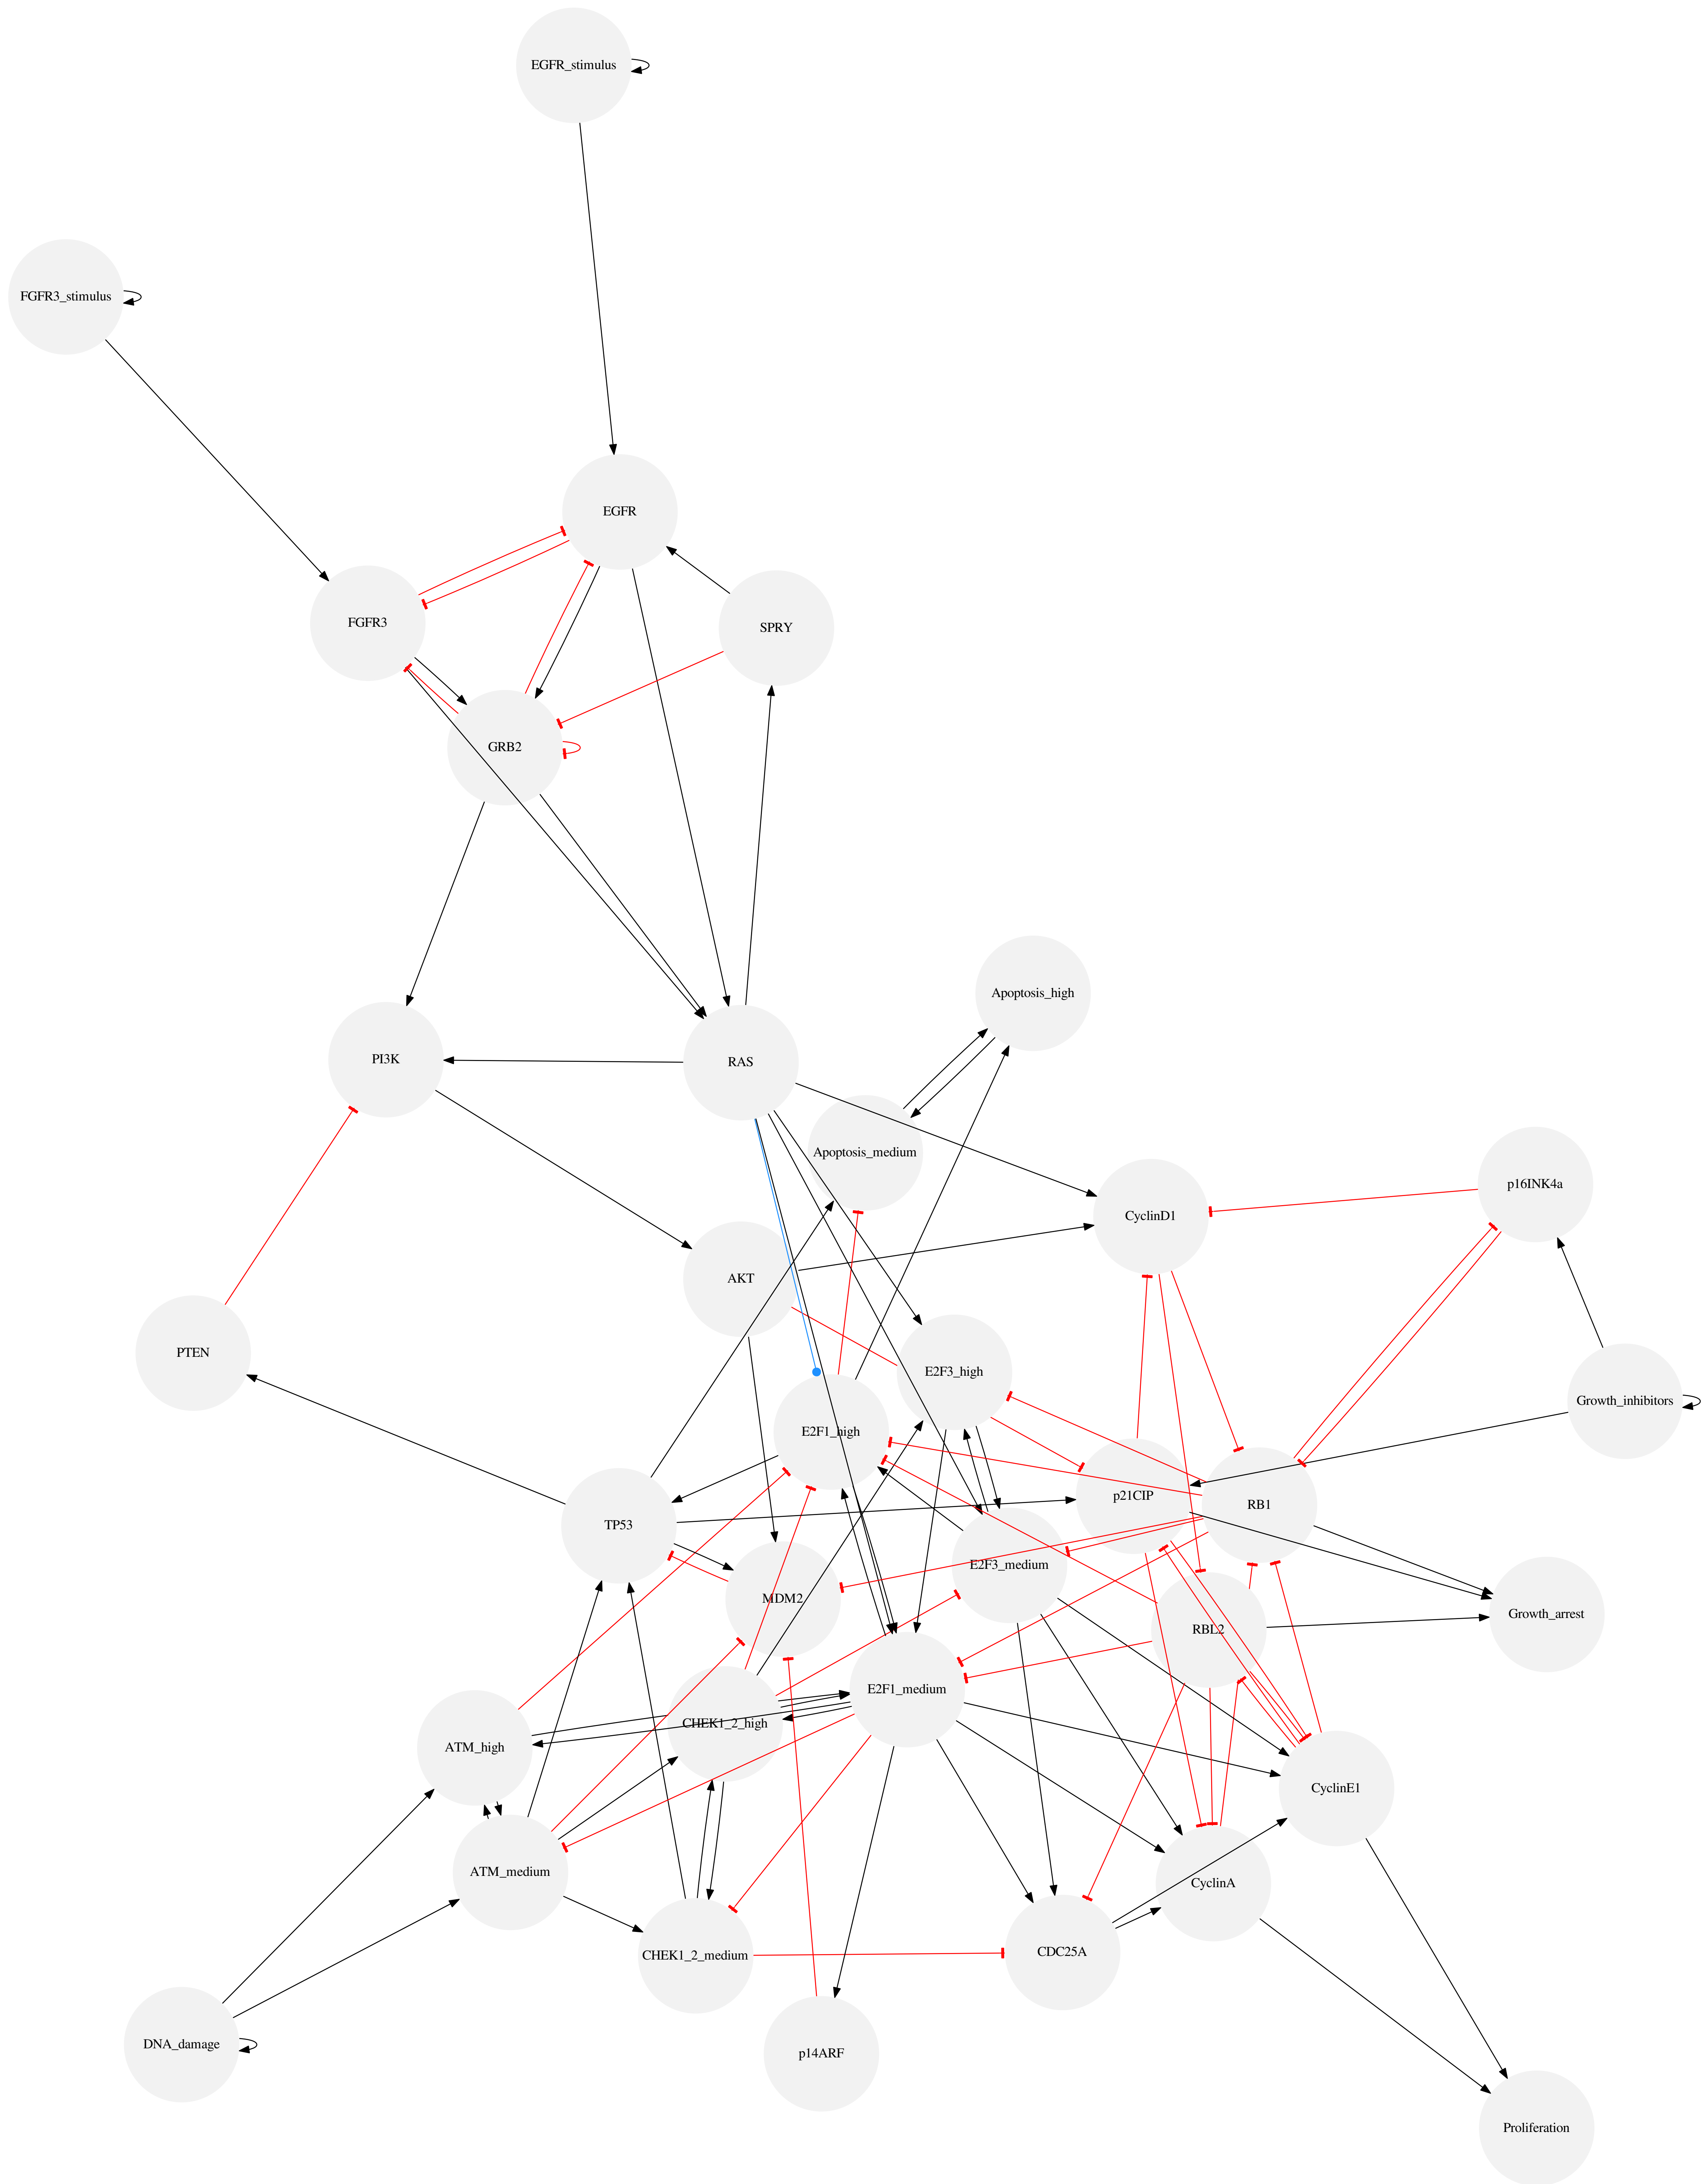 EGFR_stimulus
FGFR3_stimulus
EGFR
FGFR3
SPRY
GRB2
Apoptosis_high
PI3K
RAS
Apoptosis_medium
p16INK4a
CyclinD1
AKT
PTEN
E2F3_high
Growth_inhibitors
E2F1_high
p21CIP
RB1
TP53
E2F3_medium
MDM2
Growth_arrest
RBL2
E2F1_medium
CHEK1_2_high
ATM_high
CyclinE1
ATM_medium
CyclinA
CHEK1_2_medium
CDC25A
DNA_damage
p14ARF
Proliferation